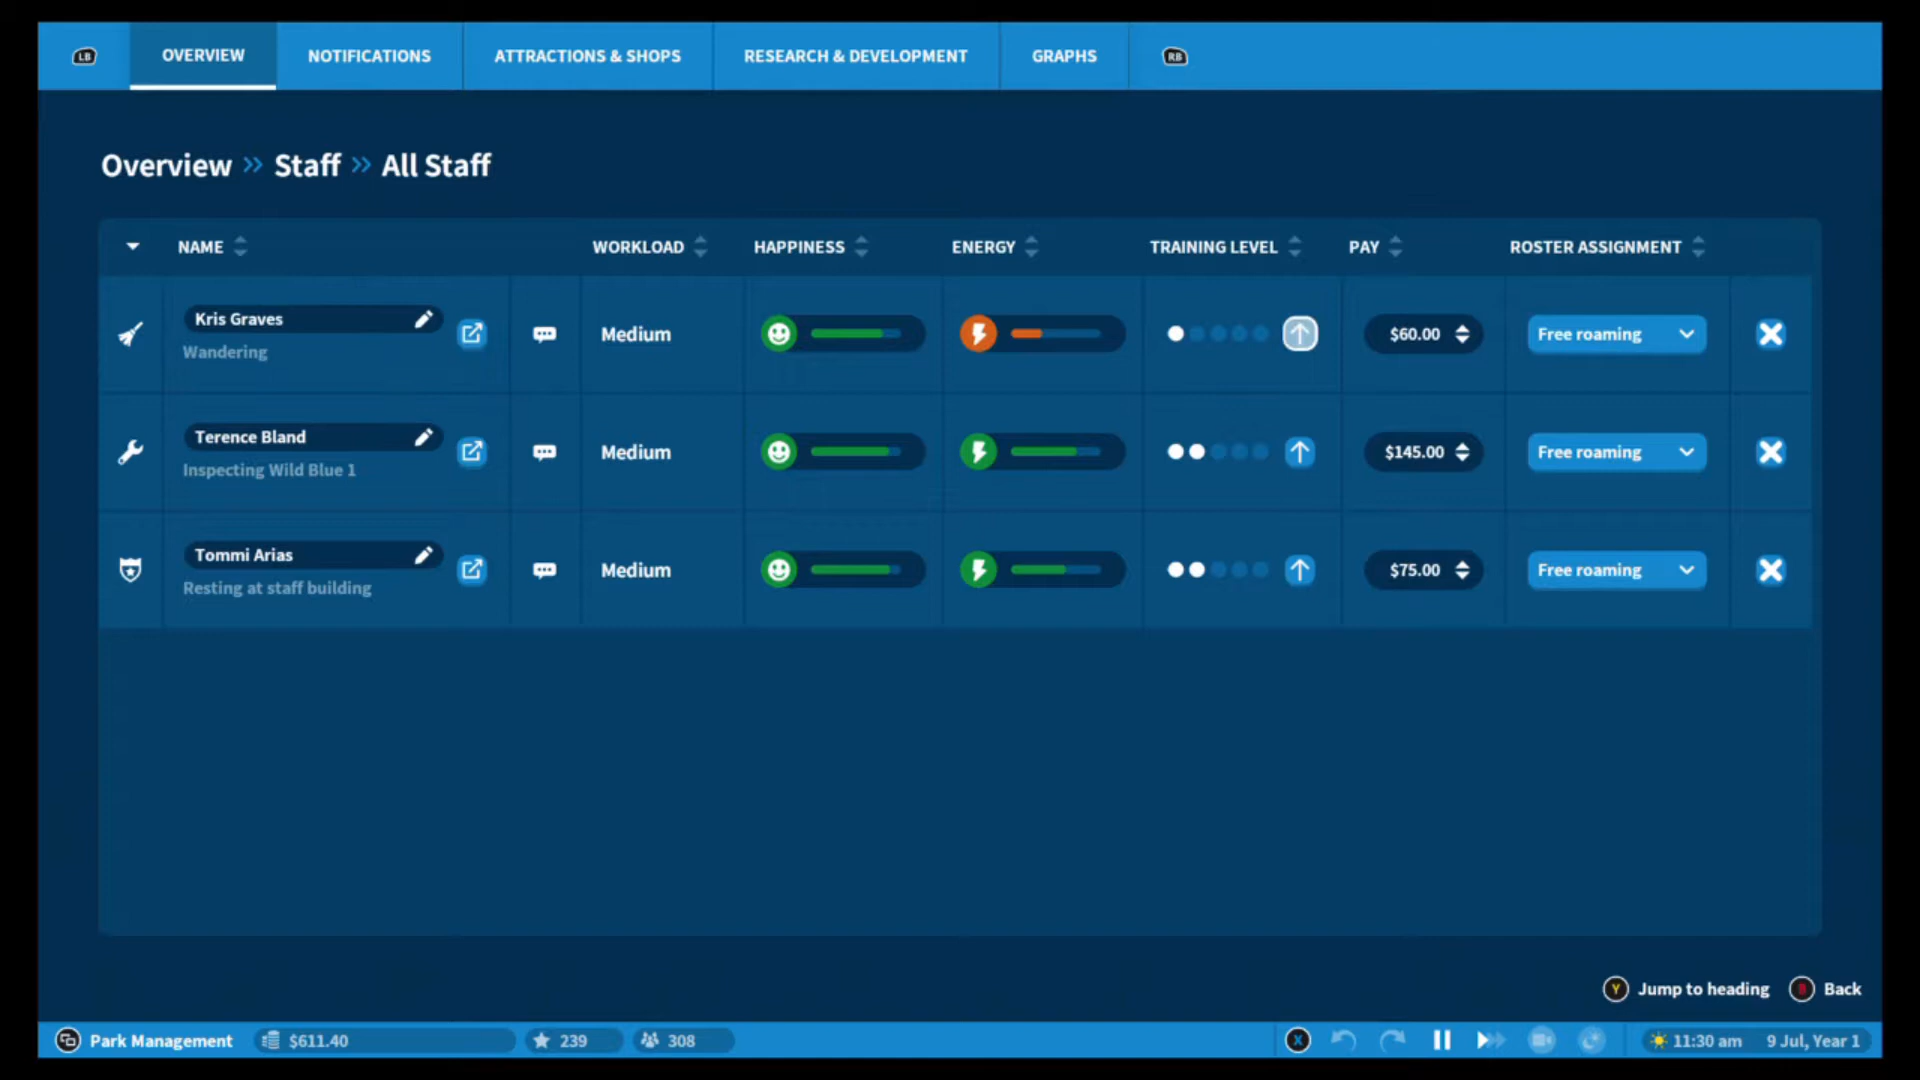 LB OVERVIEW NOTIFICATIONS ATTRACTIONS & SHOPS RESEARCH & DEVELOPMENT GRAPHS RB
Overview » Staff » All Staff
NAME WORKLOAD HAPPINESS ENERGY TRAINING LEVEL PAY ROSTER ASSIGNMENT
Kris Graves
Wandering
Medium $60.00 Free roaming
Terence Bland
Inspecting Wild Blue 1
Medium $145.00 Free roaming
Tommi Arias
Resting at staff building
Medium $75.00 Free roaming
Y Jump to heading B Back
Park Management $611.40 239 308 X 11:30 am 9 Jul, Year 1